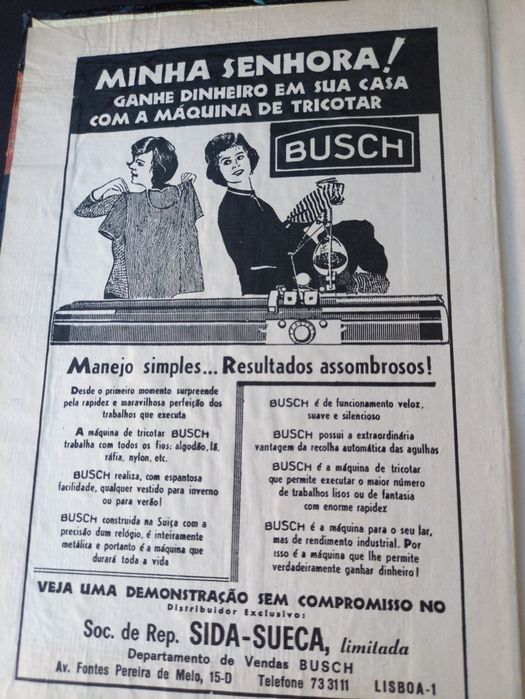 MINHA SENHORA!
GANHE DINHEIRO EM SUA CASA
COM A MÁQUINA DE TRICOTAR
BUSCH
Manejo simples... Resultados assombrosos!
Desde o primeiro momento surpreende
pela rapidez e maravilhosa perfeição dos
trabalhos que executa
A máquina de tricotar BUSCH
trabalha com todos os fios: algodão, lã,
ráfia, nylon, etc.
BUSCH realiza, com espantosa
facilidade, qualquer vestido para inverno
ou para verão!
BUSCH construida na Suiça com a
precisão dum relógio, é inteiramente
metálica e portanto é a máquina que
durará toda a vida
BUSCH é de funcionamento veloz,
suave e silencioso
BUSCH possui a extraordinária
vantagem da recolha automática das agulhas
BUSCH é a máquina de tricotar
que permite executar o maior número
de trabalhos lisos ou de fantasia
com enorme rapidez
BUSCH é a máquina para o seu lar,
mas de rendimento industrial. Por
isso é a máquina que lhe permite
verdadeiramente ganhar dinheiro!
VEJA UMA DEMONSTRAÇÃO SEM COMPROMISSO NO
Distribuidor Exclusivo:
Soc. de Rep. SIDA-SUECA, limitada
Departamento de Vendas BUSCH
Av. Fontes Pereira de Melo, 15-D Telefone 73 3111 LISBOA-1